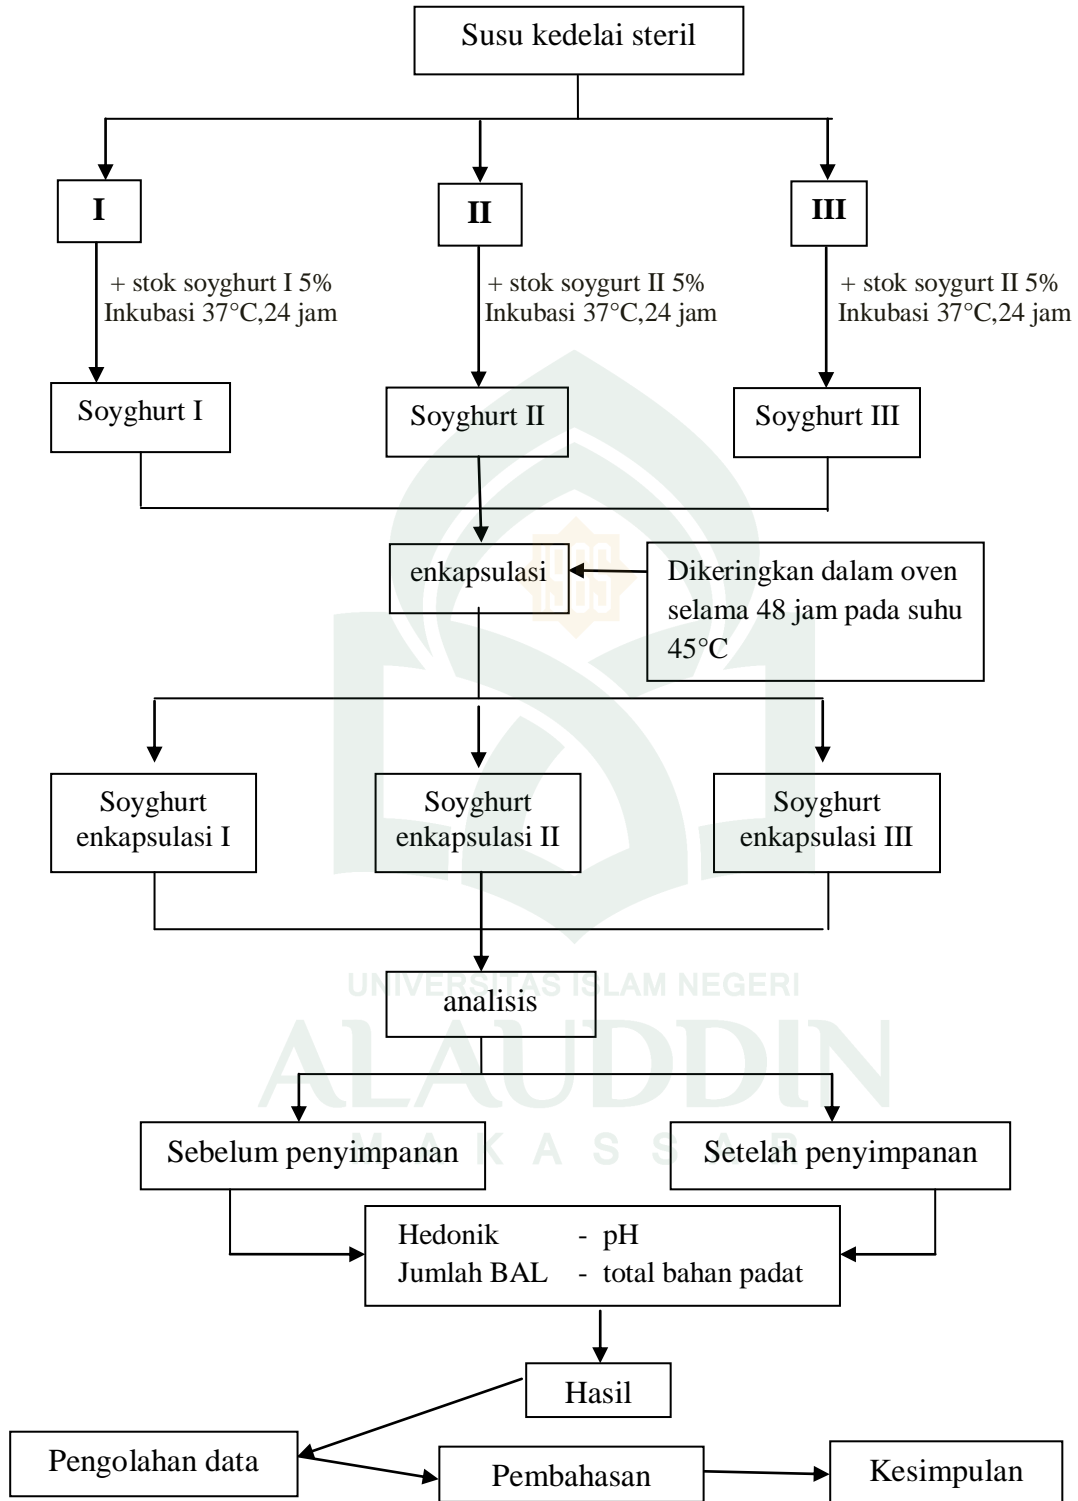 Susu kedelai steril
I
II
III
+ stok soyghurt I 5%
Inkubasi 37°C,24 jam
+ stok soygurt II 5%
Inkubasi 37°C,24 jam
+ stok soygurt II 5%
Inkubasi 37°C,24 jam
Soyghurt I
Soyghurt II
Soyghurt III
enkapsulasi
Dikeringkan dalam oven
selama 48 jam pada suhu
45°C
1985
Soyghurt
enkapsulasi I
Soyghurt
enkapsulasi II
Soyghurt
enkapsulasi III
UNIVERSITAS ISLAM NEGERI
analisis
ALAUDDIN
MAKASSAR
Sebelum penyimpanan
Setelah penyimpanan
Hedonik - pH
Jumlah BAL - total bahan padat
Hasil
Pengolahan data
Pembahasan
Kesimpulan